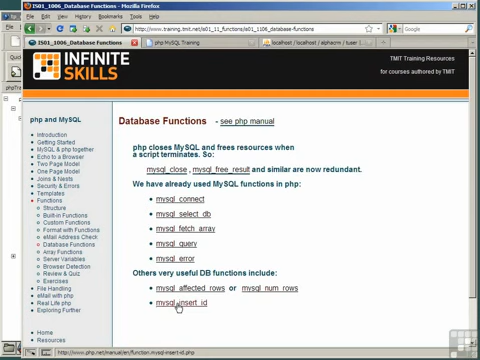 IS01_1006_Database Functions - Mozilla Firefox
File Edit View History Bookmarks Tools Help
http://www.training.tmit.net/is01_11_functions/e01_1106_database-functions
Google
IS01_1006_Database Functions
php MySQL Training
localhost / localhost / alphacrm / tuser |
INFINITE SKILLS
TMIT Training Resources
for courses authored by TMIT
php and MySQL
Introduction
Getting Started
MySQL & php together
Echo to a Browser
Two Page Model
One Page Model
Joins & Nests
Security & Errors
Templates
Functions
Structure
Built-in Functions
Custom Functions
Format with Functions
eMail Address Check
Database Functions
Array Functions
Server Variables
Browser Detection
Review & Quiz
Exercises
File Handling
eMail with php
Real Life php
Exploring Further
Home
Resources
Database Functions - see php manual
php closes MySQL and frees resources when
a script terminates. So:
mysql_close , mysql_free_result and similar are now redundant.
We have already used MySQL functions in php:
mysql_connect
mysql_select_db
mysql_fetch_array
mysql_query
mysql_error
Others very useful DB functions include:
mysql_affected_rows or mysql_num_rows
mysql_insert_id
http://www.php.net/manual/en/function.mysql-insert-id.php